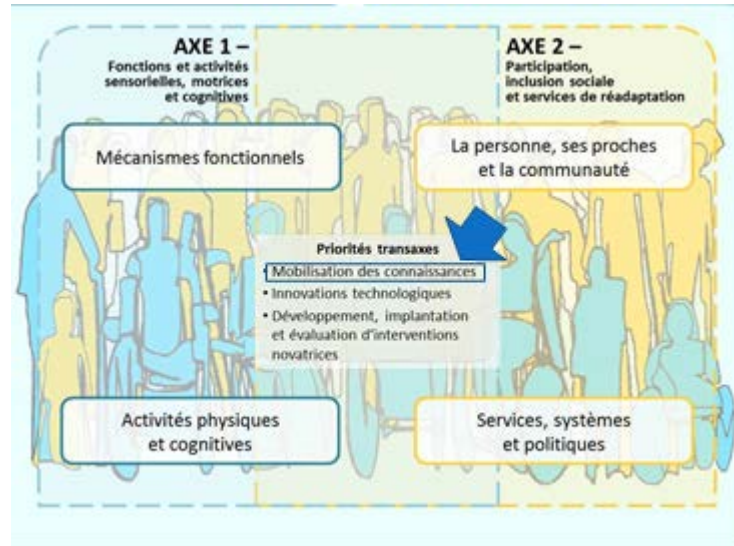 AXE 1 –
Fonctions et activités
sensorielles, motrices
et cognitives
AXE 2 –
Participation,
inclusion sociale
et services de réadaptation
Mécanismes fonctionnels
La personne, ses proches
et la communauté
Priorités transaxes
• Mobilisation des connaissances
• Innovations technologiques
• Développement, implantation
et évaluation d'interventions
novatrices
Activités physiques
et cognitives
Services, systèmes
et politiques